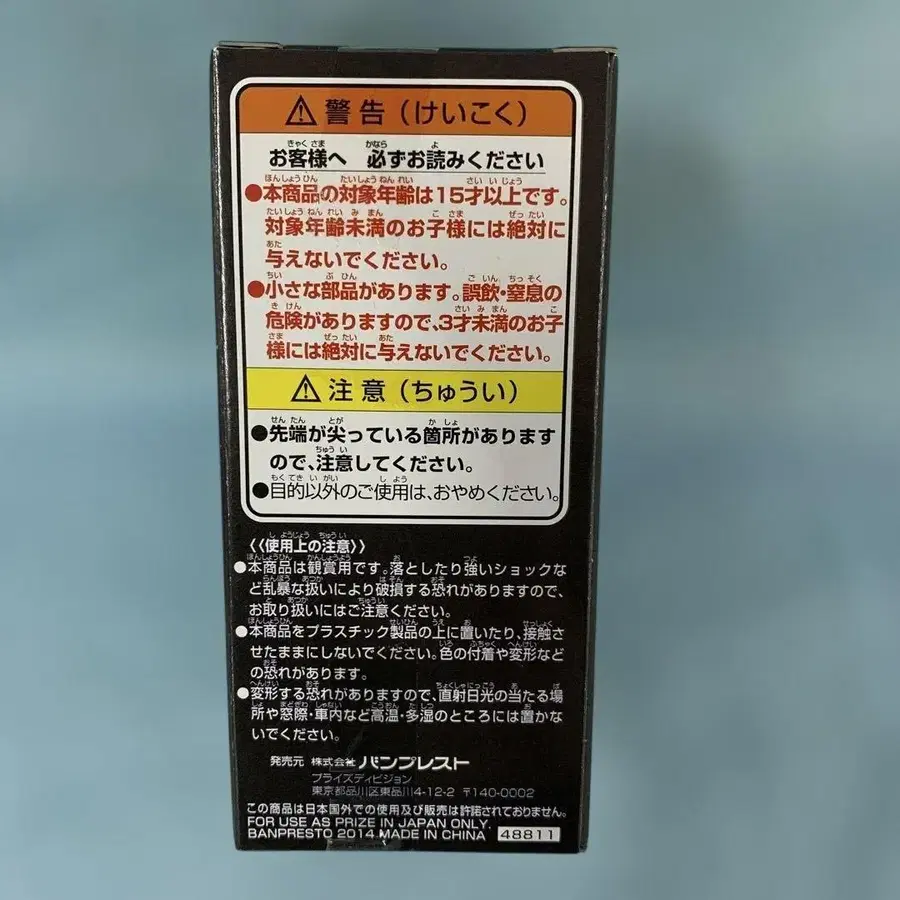 警告(けいこく)
お客様へ 必ずお読みください
●本商品の対象年齢は15才以上です。
対象年齢未満のお子様には絶対に
与えないでください。
●小さな部品があります。誤飲・窒息の
危険がありますので、3才未満のお子
様には絶対に与えないでください。
注意(ちゅうい)
●先端が尖っている箇所があります
ので、注意してください。
●目的以外のご使用は、おやめください。
《使用上の注意》
●本商品は観賞用です。落としたり強いショックな
ど乱暴な扱いにより破損する恐れがありますので、
お取り扱いにはご注意ください。
●本商品をプラスチック製品の上に置いたり、接触さ
せたままにしないでください。色の付着や変形など
の恐れがあります。
●変形する恐れがありますので、直射日光の当たる場
所や窓際・車内など高温・多湿のところには置かな
いでください。
発売元 株式会社 バンプレスト
プライズディビジョン
東京都品川区東品川4-12-2 〒140-0002
この商品は日本国外での使用及び販売は許諾されておりません。
FOR USE AS PRIZE IN JAPAN ONLY.
BANPRESTO 2014 MADE IN CHINA 48811